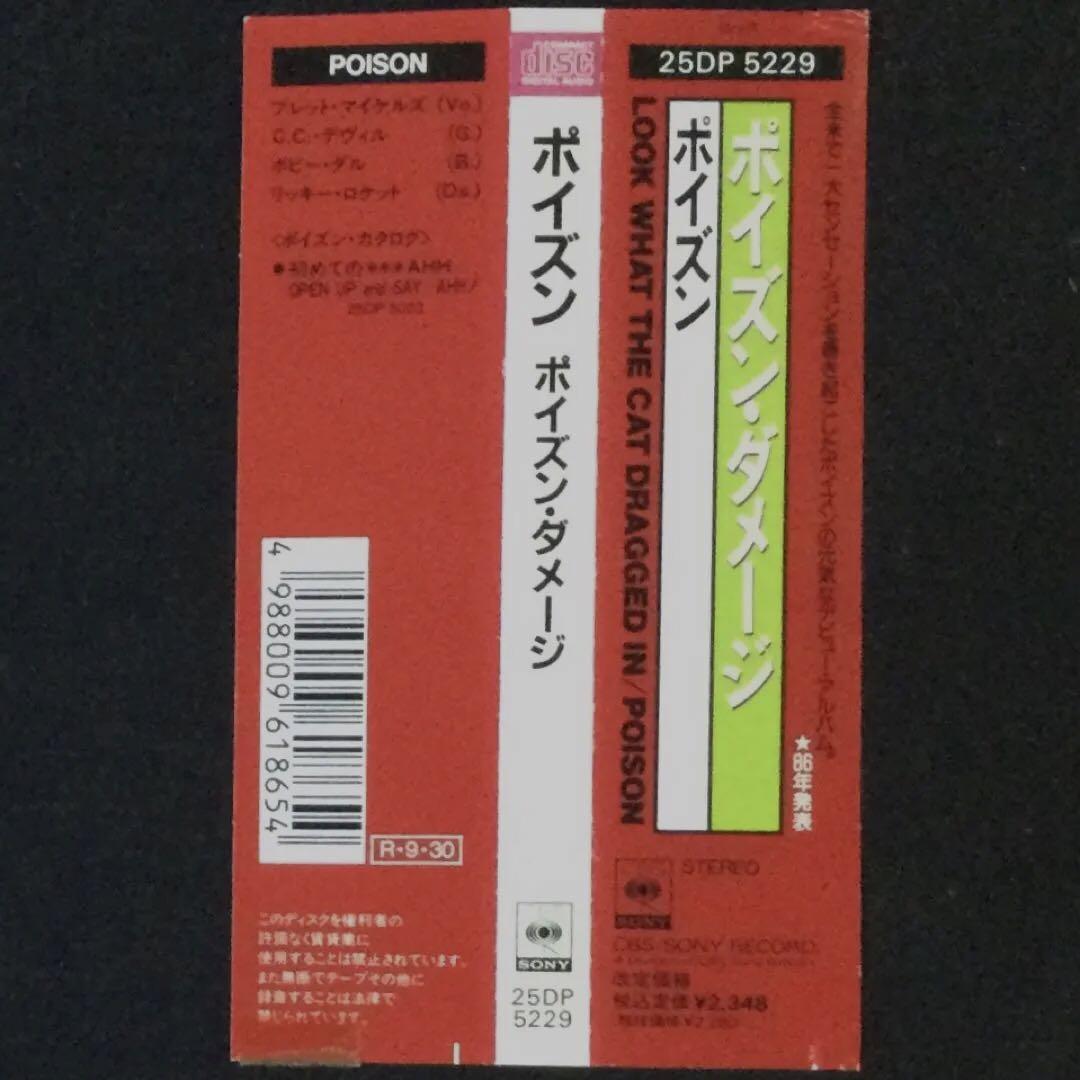 POISON
ブレット・マイケルズ (Vo.)
C.C.・デヴィル (G.)
ボビー・ダル (B.)
リッキー・ロケット (Ds.)
〈ポイズン・カタログ〉
●初めての***AHH
OPEN UP and SAY AHH!
4 988009 618654
R・9・30
このディスクを権利者の
許諾なく賃貸業に
使用することは禁止されています。
また無断でテープその他に
録音することは法律で
禁じられています。
COMPACT
disc
DIGITAL AUDIO
ポイズン ポイズン・ダメージ
SONY
25DP
5229
25DP 5229
ポイズン・ダメージ
ポイズン
LOOK WHAT THE CAT DRAGGED IN/POISON
★86年発表
STEREO
SONY
CBS/SONY RECORDS
改定価格
税込定価¥2,348